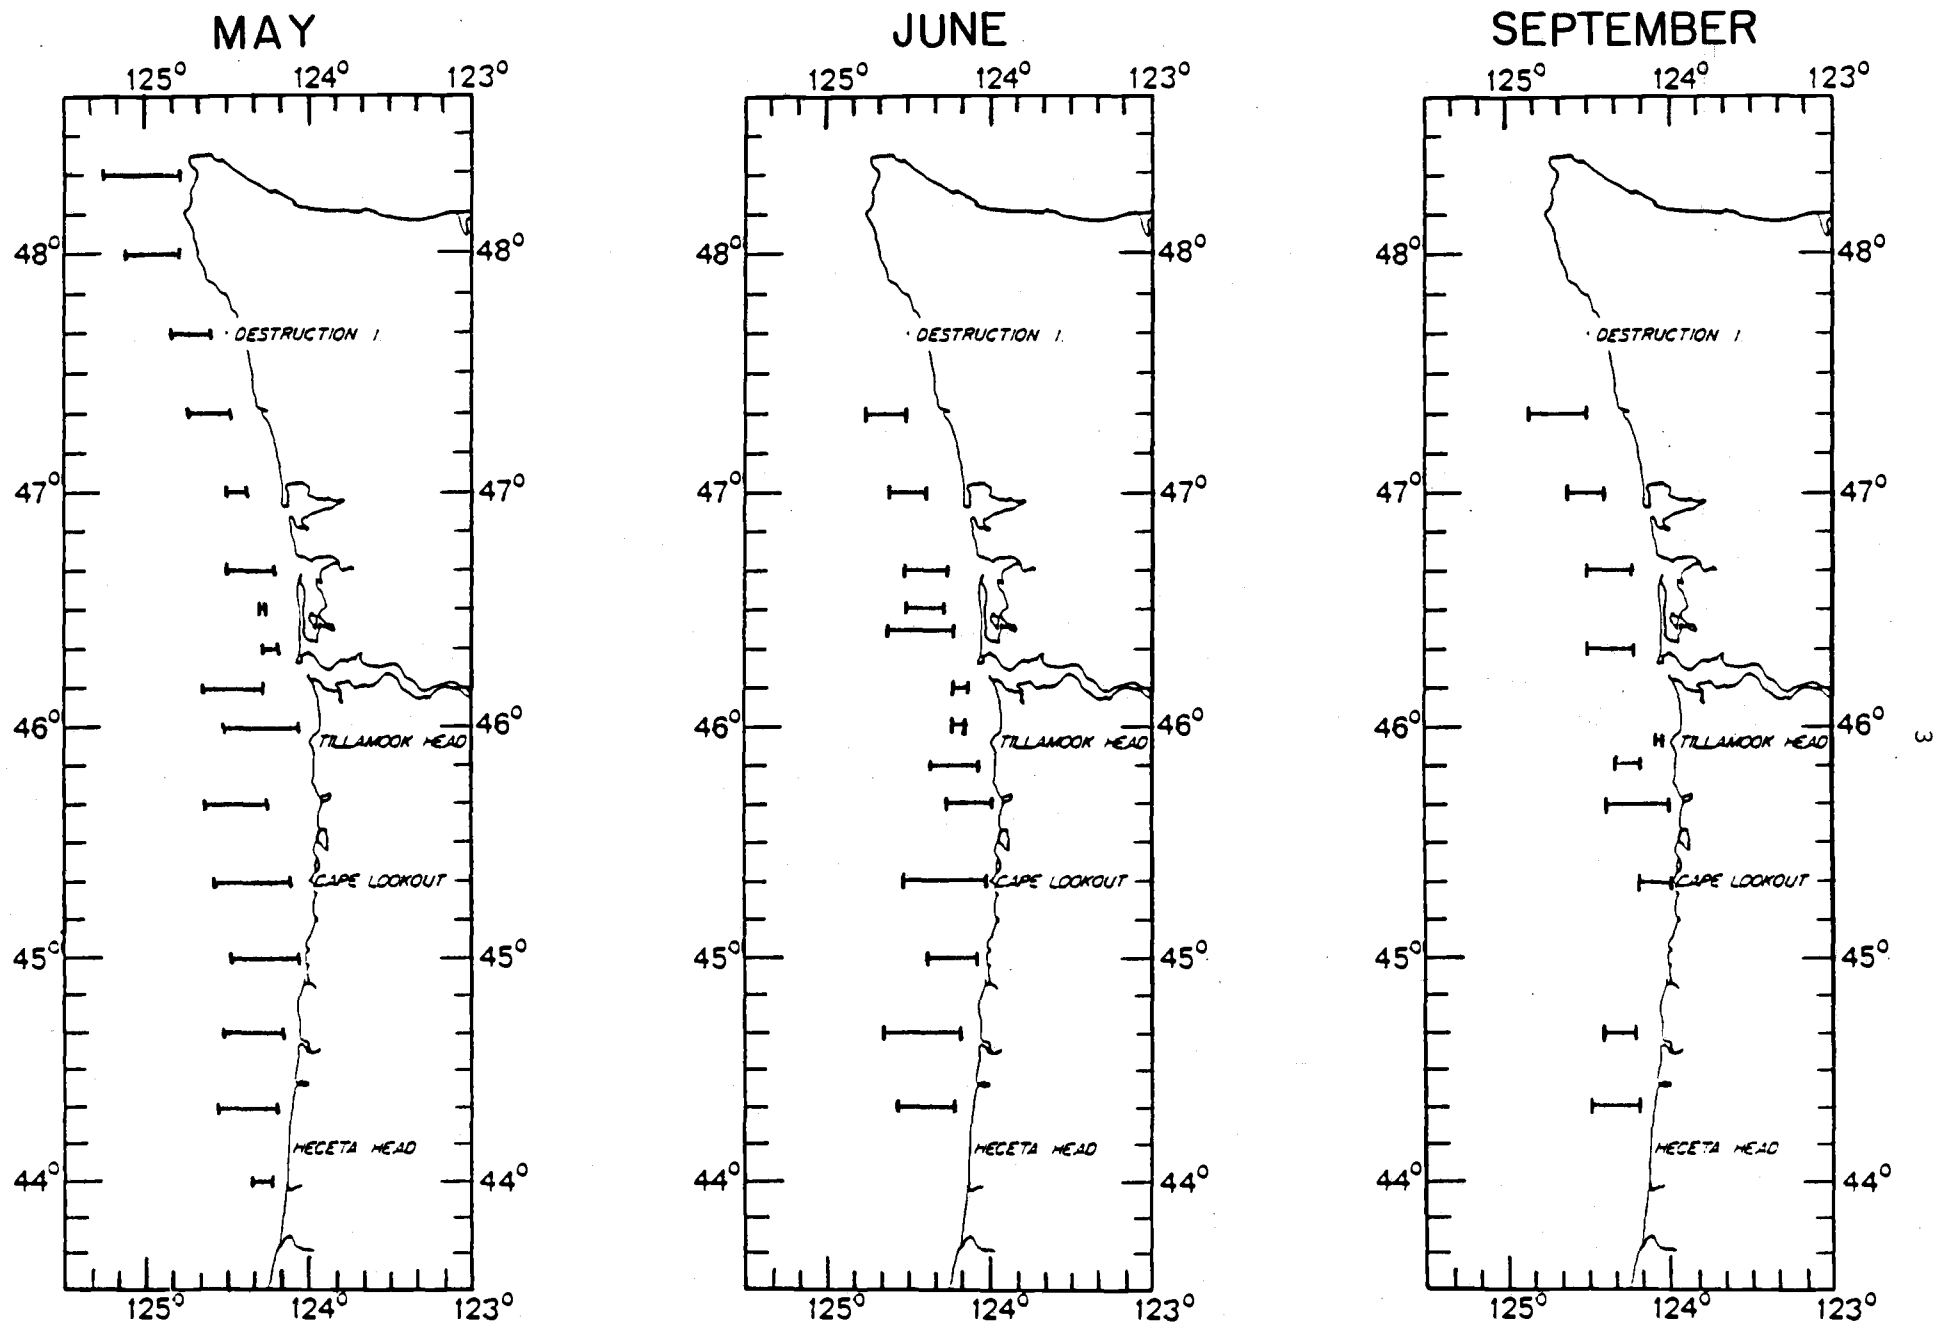 MAY
JUNE
SEPTEMBER
125° 124° 123°
125° 124° 123°
125° 124° 123°
48° 48°
48° 48°
48° 48°
DESTRUCTION I.
DESTRUCTION I.
DESTRUCTION I
47° 47°
47° 47°
47° 47°
46° 46°
46° 46°
46° 46°
TILLAMOOK HEAD
TILLAMOOK HEAD
TILLAMOOK HEAD
3
CAPE LOOKOUT
CAPE LOOKOUT
CAPE LOOKOUT
45° 45°
45° 45°
45° 45°
HECETA HEAD
HECETA HEAD
HECETA HEAD
44° 44°
44° 44°
44° 44°
125° 124° 123°
125° 124° 123°
125° 124° 123°